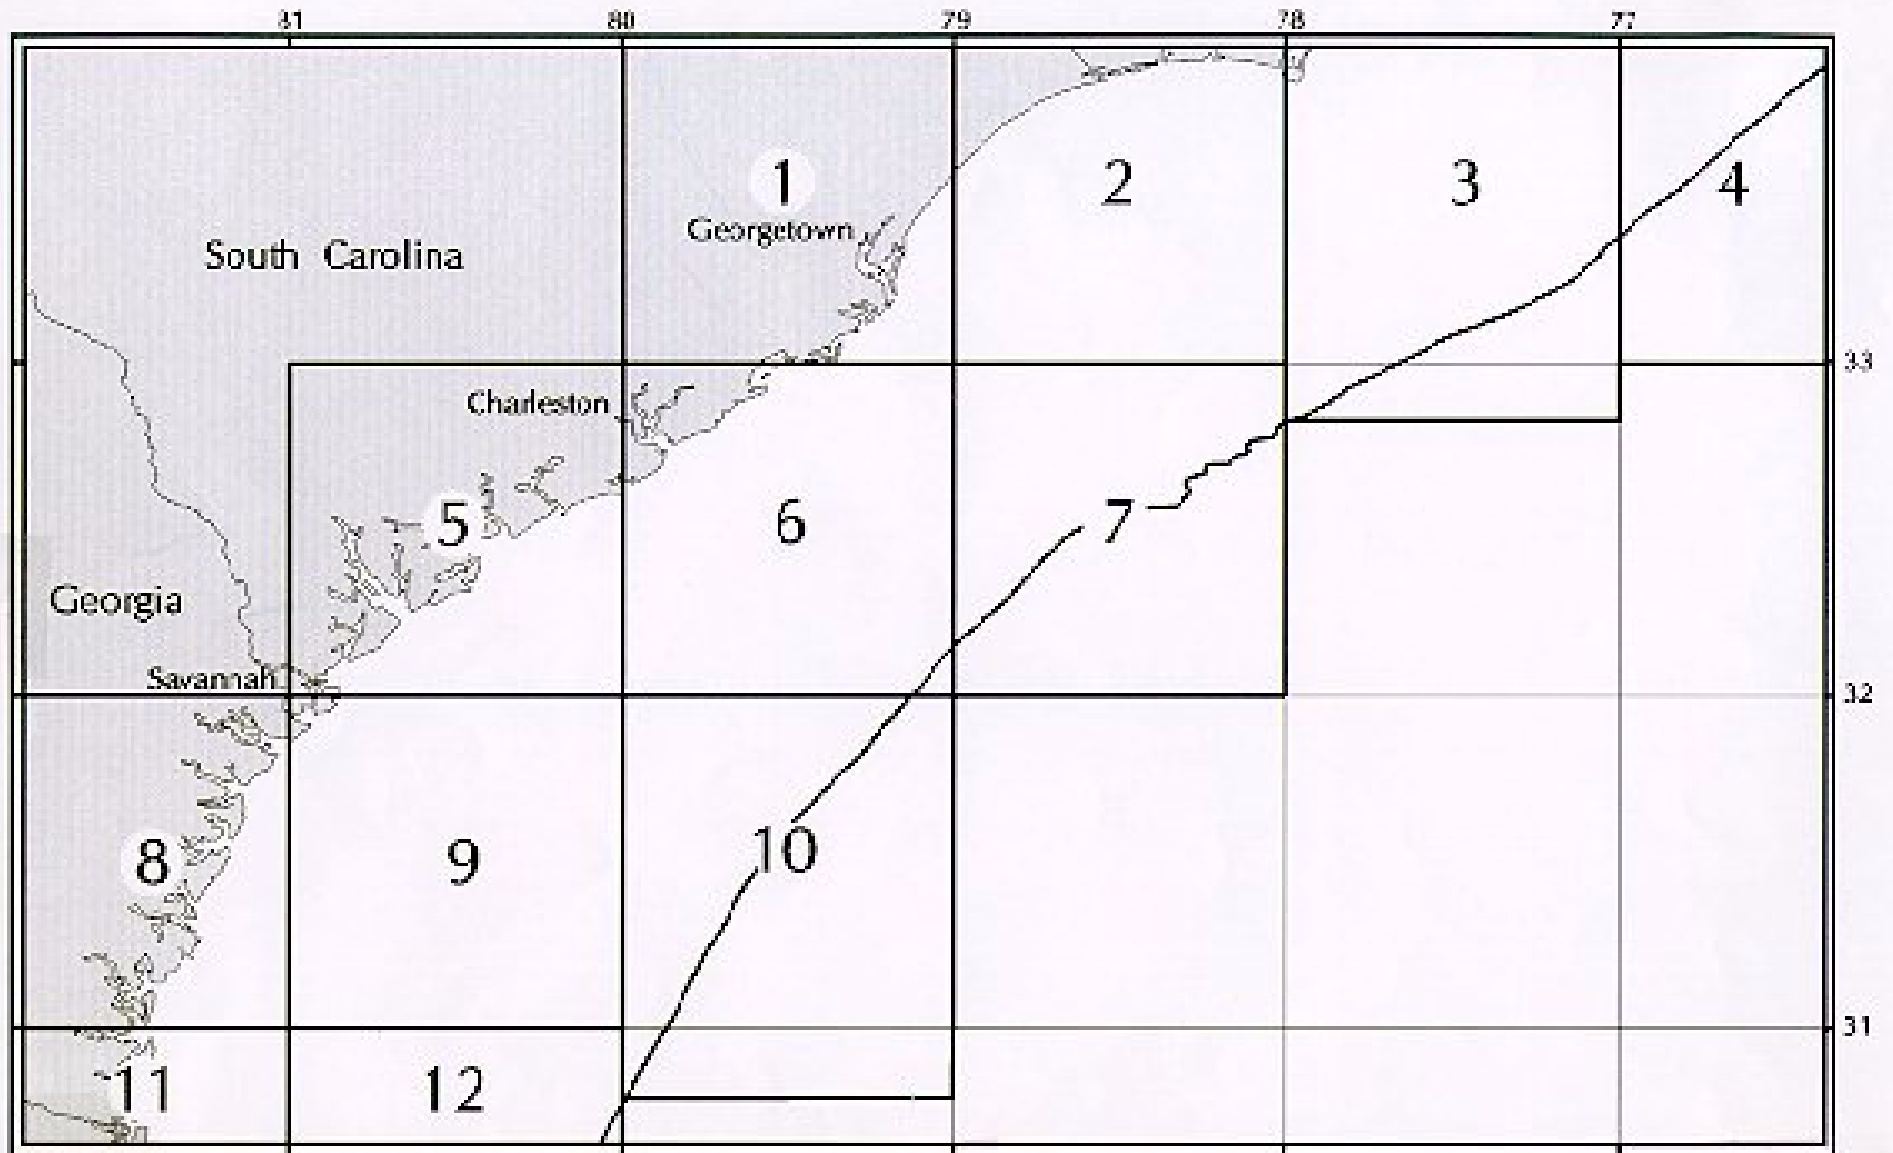 81 80 79 78 77
1 2 3 4
Georgetown
South Carolina
33
Charleston
5 6 7
Georgia
Savannah
32
8 9 10
31
11 12